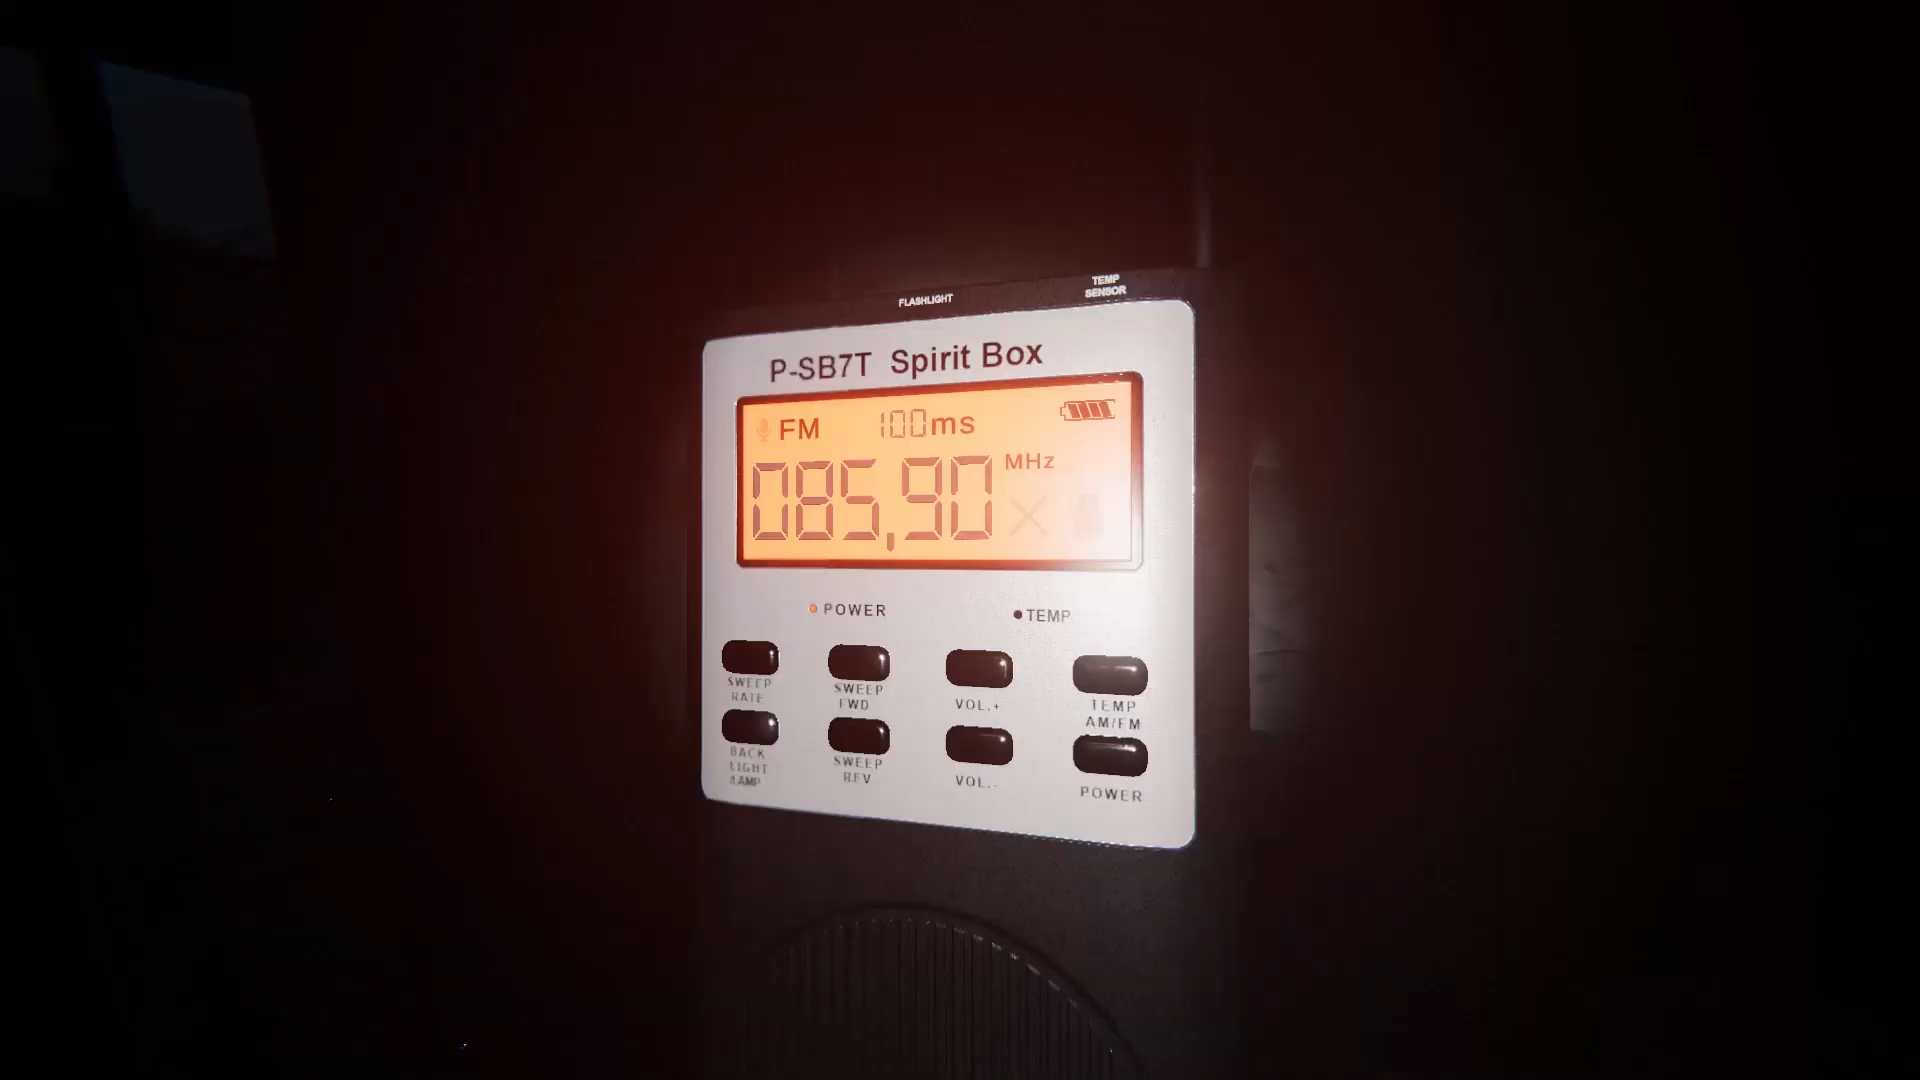 FLASHLIGHT
TEMP
SENSOR
P-SB7T Spirit Box
FM 100ms
085,90 MHz
POWER
TEMP
SWEEP
RATE
SWEEP
FWD
VOL.+
TEMP
AM/FM
BACK
LIGHT
/LAMP
SWEEP
REV
VOL.-
POWER